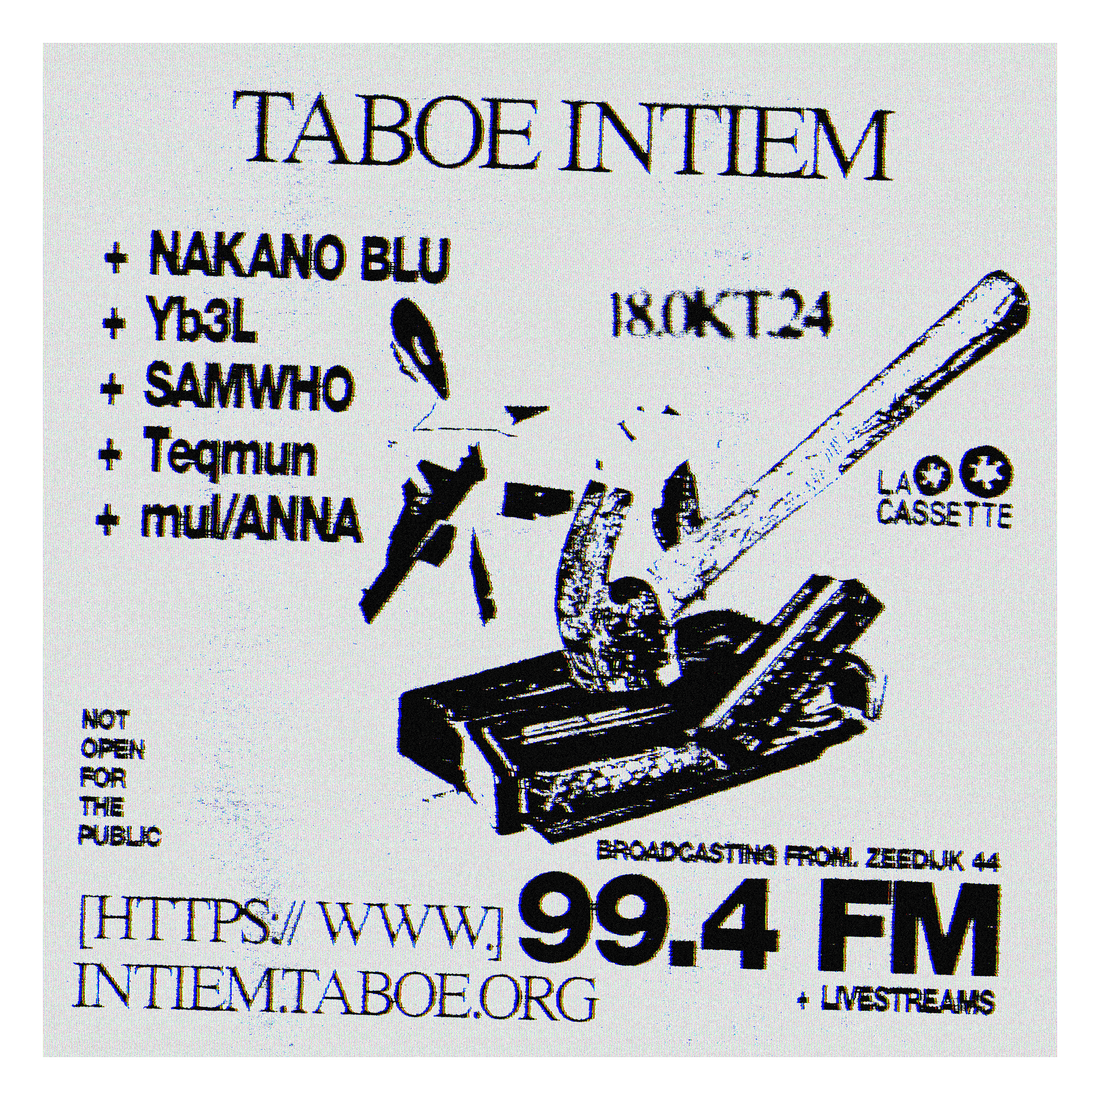 TABOE INTIEM
+ NAKANO BLU
+ Yb3L
+ SAMWHO
+ Teqmun
+ mul/ANNA
18.OKT.24
LA
CASSETTE
NOT
OPEN
FOR
THE
PUBLIC
BROADCASTING FROM. ZEEDIJK 44
99.4 FM
+ LIVESTREAMS
[HTTPS:// WWW.]
INTIEM.TABOE.ORG